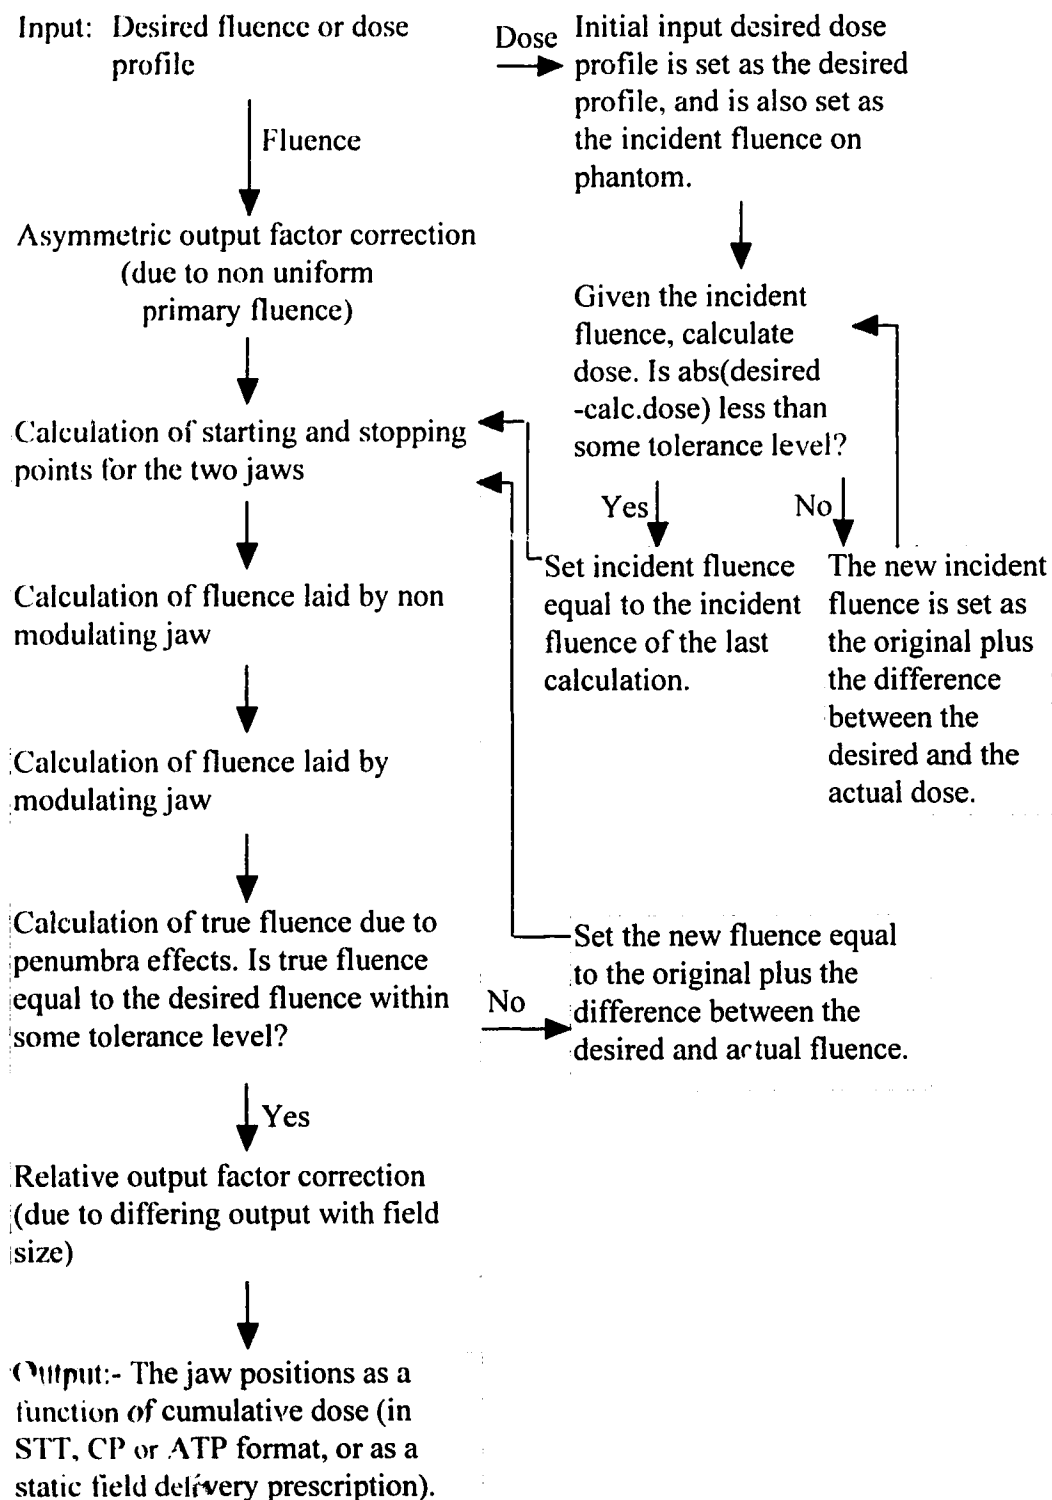 Input: Desired fluence or dose
profile
Fluence
Asymmetric output factor correction
(due to non uniform
primary fluence)
Calculation of starting and stopping
points for the two jaws
Calculation of fluence laid by non
modulating jaw
Calculation of fluence laid by
modulating jaw
Calculation of true fluence due to
penumbra effects. Is true fluence
equal to the desired fluence within
some tolerance level?
Yes
Relative output factor correction
(due to differing output with field
size)
Output:- The jaw positions as a
function of cumulative dose (in
STT, CP or ATP format, or as a
static field delivery prescription).
Dose
Initial input desired dose
profile is set as the desired
profile, and is also set as
the incident fluence on
phantom.
Given the incident
fluence, calculate
dose. Is abs(desired
-calc.dose) less than
some tolerance level?
Yes
No
Set incident fluence
equal to the incident
fluence of the last
calculation.
The new incident
fluence is set as
the original plus
the difference
between the
desired and the
actual dose.
No
Set the new fluence equal
to the original plus the
difference between the
desired and actual fluence.